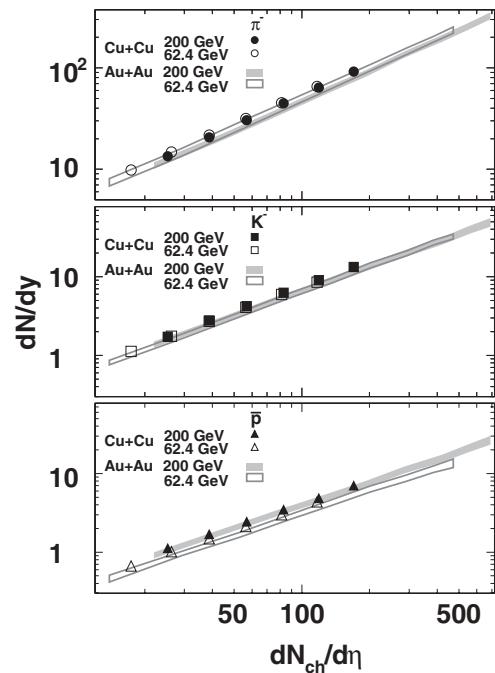 π⁻
Cu+Cu 200 GeV
62.4 GeV
Au+Au 200 GeV
62.4 GeV
10²
10
K⁻
Cu+Cu 200 GeV
62.4 GeV
Au+Au 200 GeV
62.4 GeV
10
1
dN/dy
p̅
Cu+Cu 200 GeV
62.4 GeV
Au+Au 200 GeV
62.4 GeV
10
1
50 100 500
dN_ch/dη